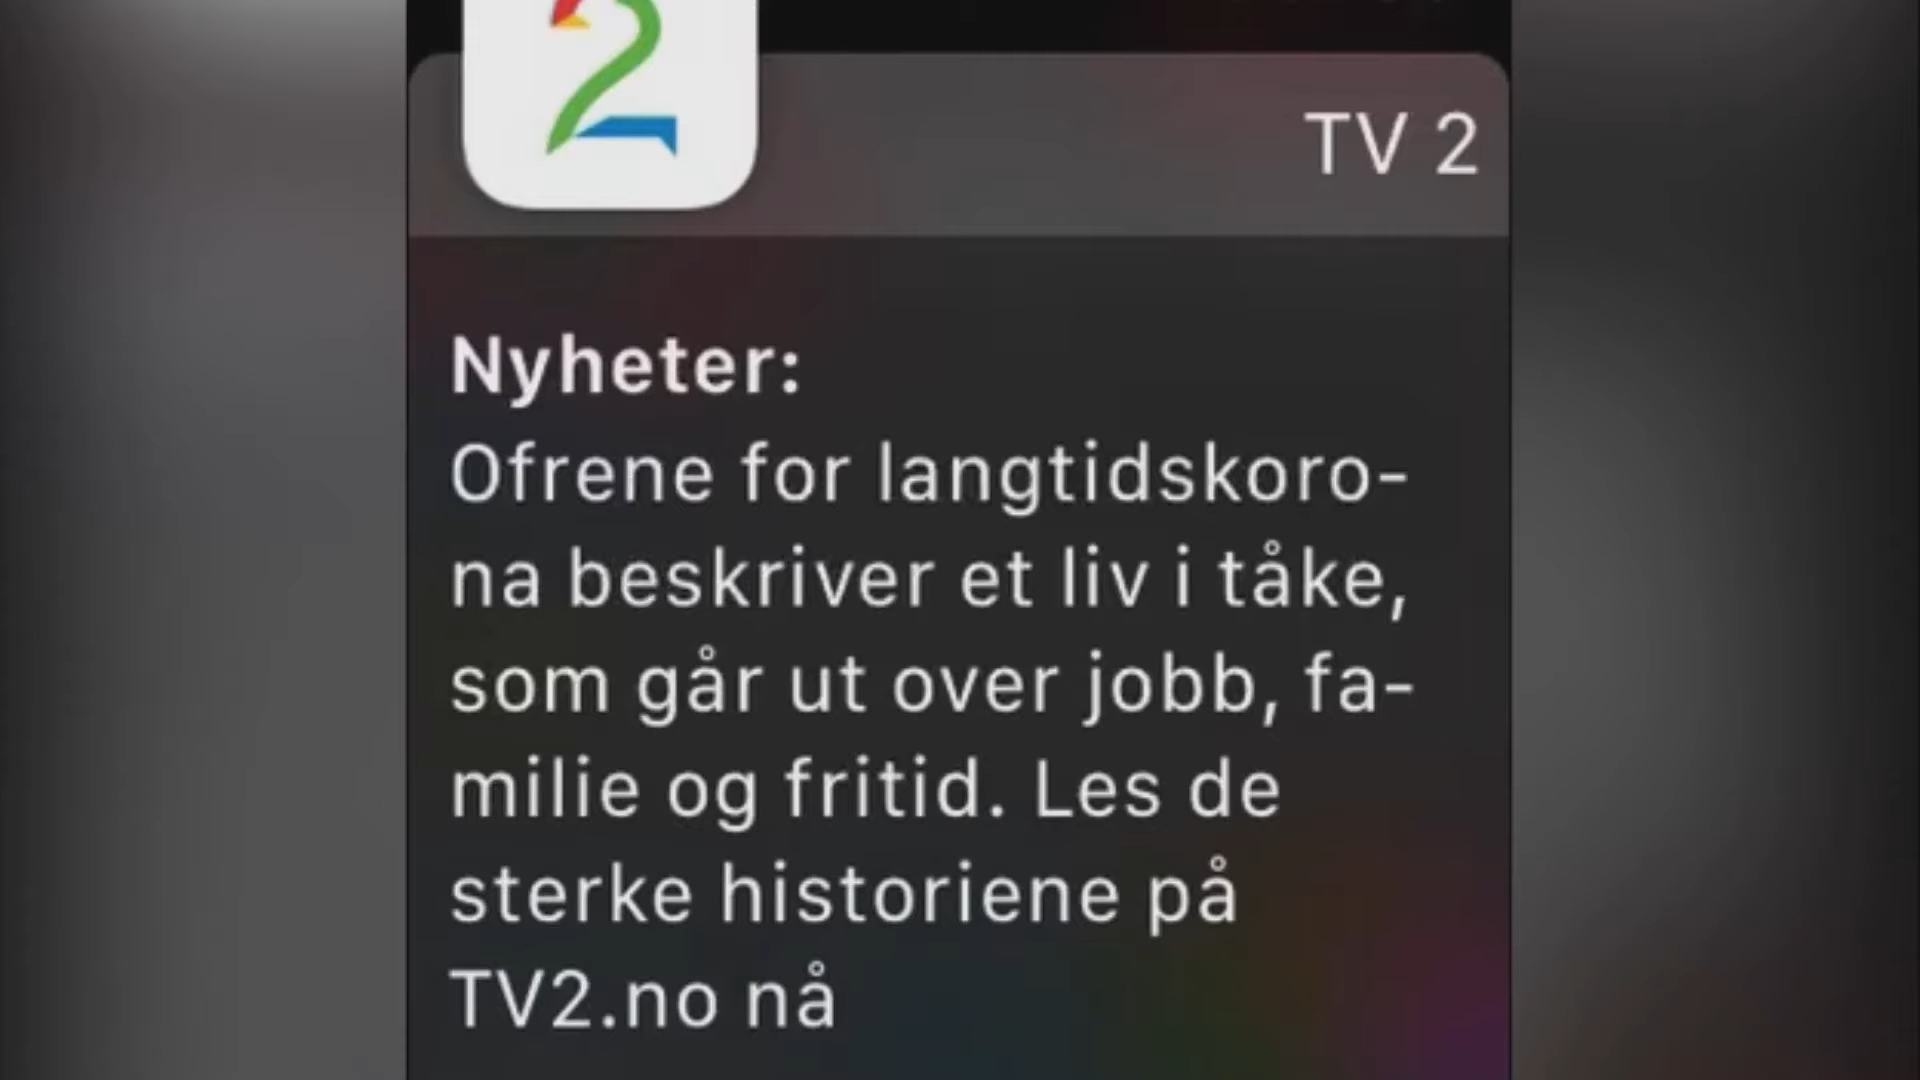 2
TV 2
Nyheter:
Ofrene for langtidskoro-
na beskriver et liv i tåke,
som går ut over jobb, fa-
milie og fritid. Les de
sterke historiene på
TV2.no nå